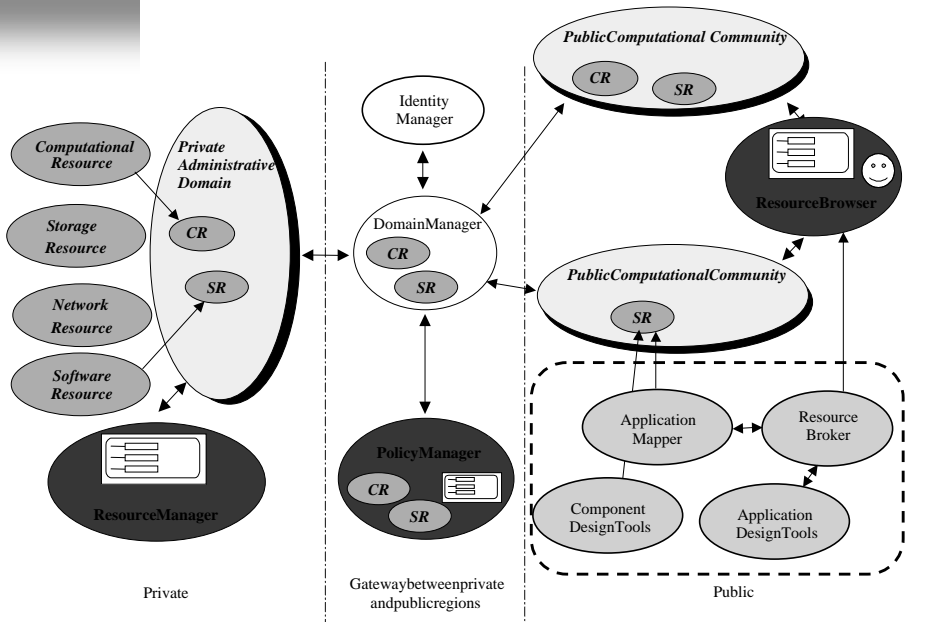 Computational
Resource
Storage
Resource
Network
Resource
Software
Resource
Private
Administrative
Domain
CR
SR
ResourceManager
Private
Identity
Manager
DomainManager
CR
SR
PolicyManager
CR
SR
Gatewaybetweenprivate
andpublicregions
PublicComputational Community
CR
SR
ResourceBrowser
PublicComputationalCommunity
SR
Application
Mapper
Resource
Broker
Component
DesignTools
Application
DesignTools
Public